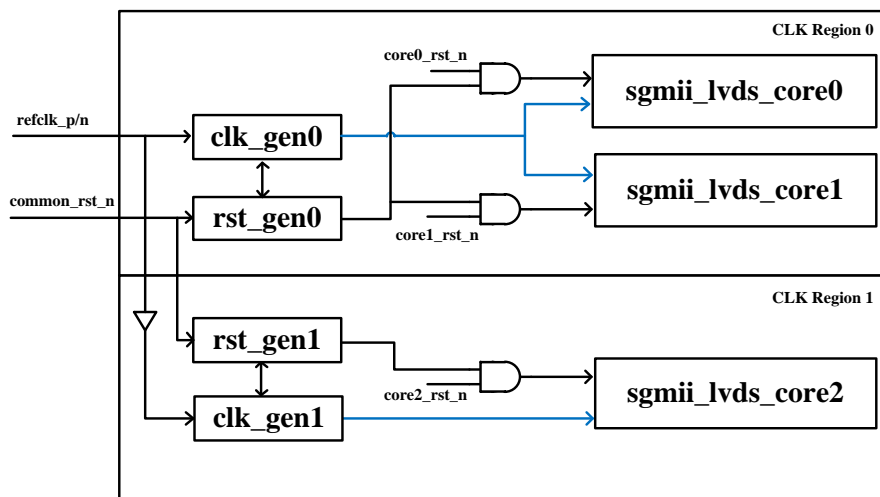 CLK Region 0
core0_rst_n
sgmii_lvds_core0
refclk_p/n
clk_gen0
common_rst_n
rst_gen0
sgmii_lvds_core1
core1_rst_n
CLK Region 1
rst_gen1
core2_rst_n
sgmii_lvds_core2
clk_gen1